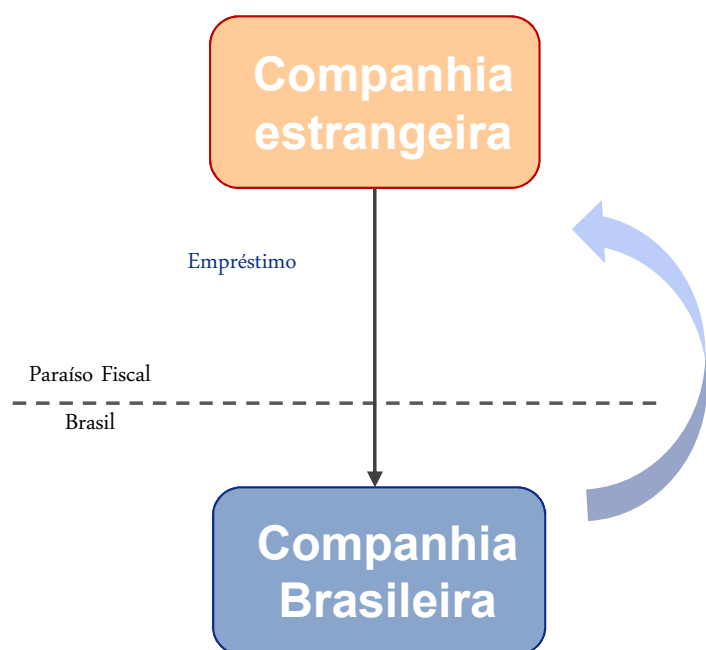 Companhia
estrangeira
Empréstimo
Paraíso Fiscal
Brasil
Companhia
Brasileira